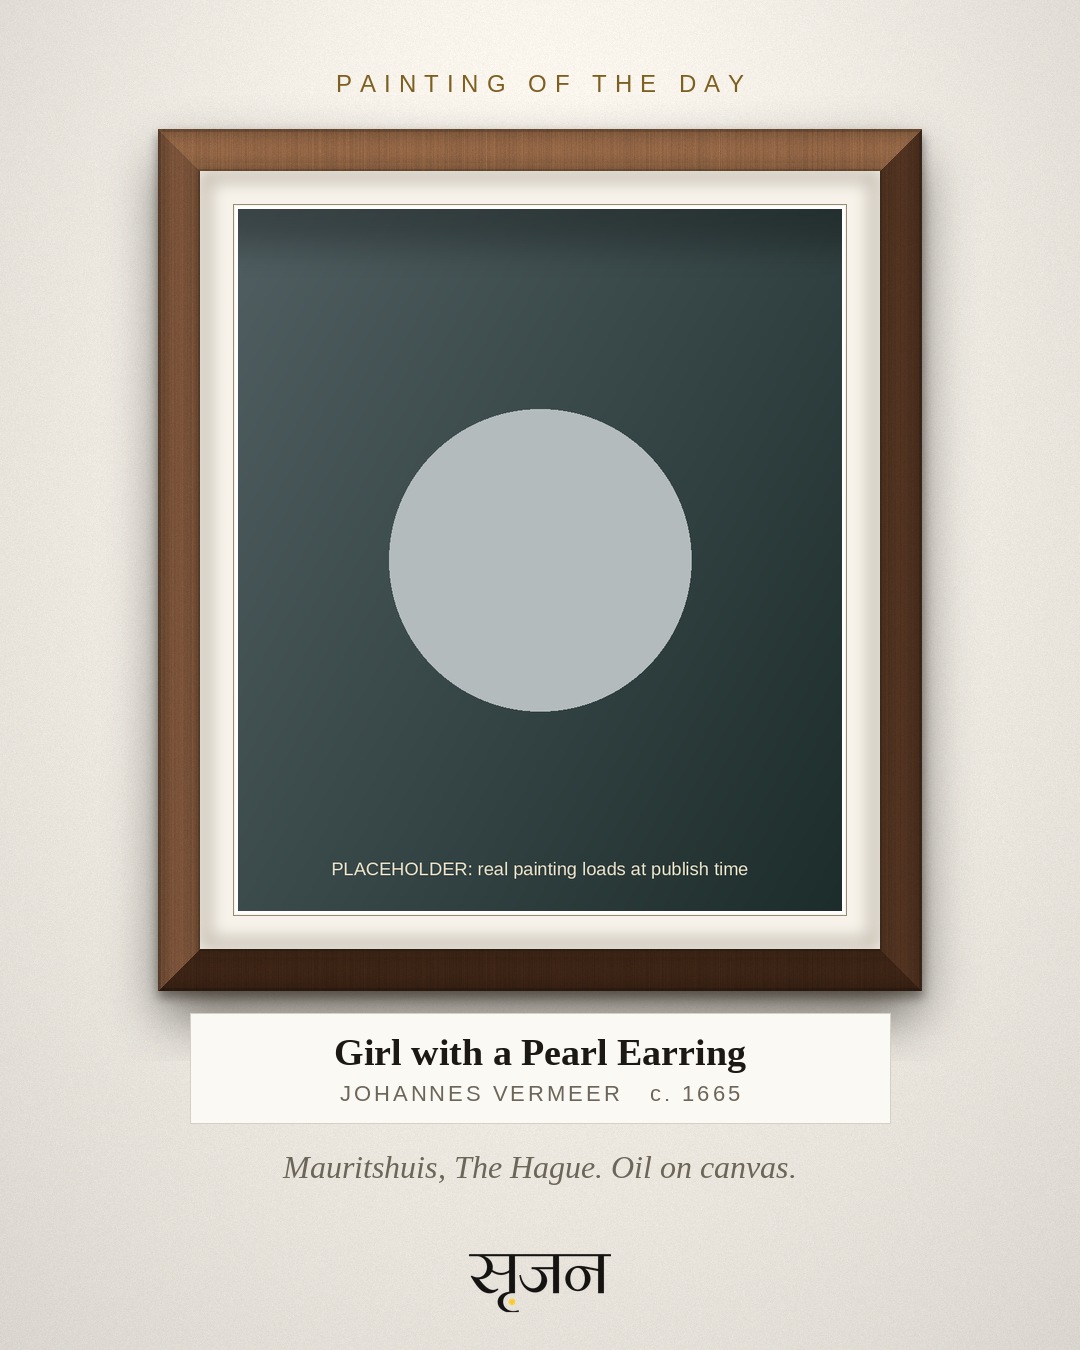 PAINTING OF THE DAY
PLACEHOLDER: real painting loads at publish time
Girl with a Pearl Earring
JOHANNES VERMEER c. 1665
Mauritshuis, The Hague. Oil on canvas.
सृजन